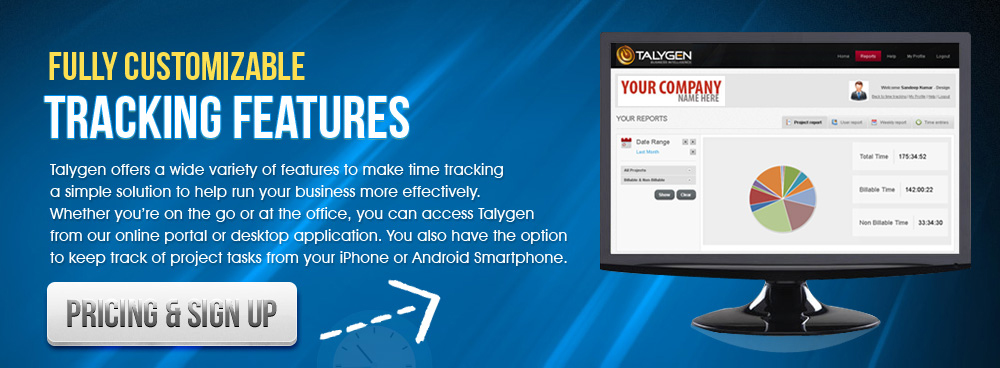 FULLY CUSTOMIZABLE
TRACKING FEATURES
Talygen offers a wide variety of features to make time tracking
a simple solution to help run your business more effectively.
Whether you're on the go or at the office, you can access Talygen
from our online portal or desktop application. You also have the option
to keep track of project tasks from your iPhone or Android Smartphone.
PRICING & SIGN UP
TALYGEN
BUSINESS INTELLIGENCE
Home Reports Help My Profile Logout
YOUR COMPANY
NAME HERE
Welcome Sandeep Kumar , Design
Back to time tracking | My Profile | Help | Logout
YOUR REPORTS
Project report User report Weekly report Time entries
Date Range
Last Month
All Projects
Billable & Non-Billable
Show Clear
Total Time 175:34:52
Billable Time 142:00:22
Non Billable Time 33:34:30